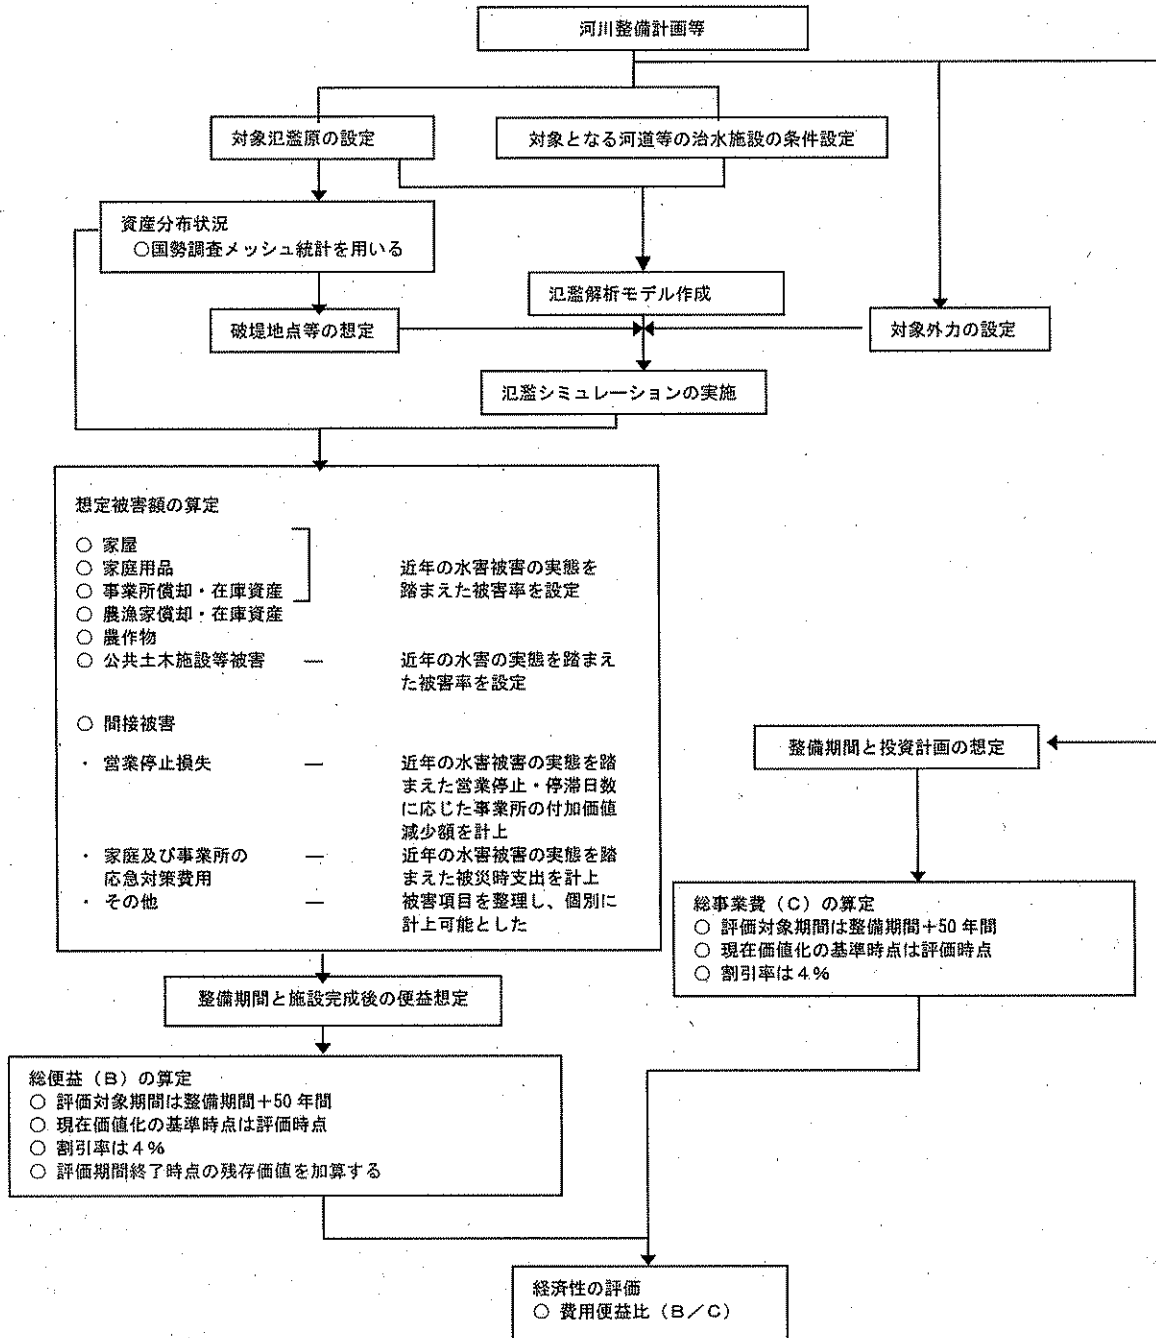 河川整備計画等
対象氾濫原の設定
対象となる河道等の治水施設の条件設定
資産分布状況
○国勢調査メッシュ統計を用いる
氾濫解析モデル作成
破堤地点等の想定
対象外力の設定
氾濫シミュレーションの実施
想定被害額の算定
○ 家屋
○ 家庭用品
○ 事業所償却・在庫資産
近年の水害被害の実態を
踏まえた被害率を設定
○ 農漁家償却・在庫資産
○ 農作物
○ 公共土木施設等被害 ― 近年の水害の実態を踏まえ
た被害率を設定
○ 間接被害
・ 営業停止損失 ― 近年の水害被害の実態を踏
まえた営業停止・停滞日数
に応じた事業所の付加価値
減少額を計上
・ 家庭及び事業所の ― 近年の水害被害の実態を踏
応急対策費用 まえた被災時支出を計上
・ その他 ― 被害項目を整理し、個別に
計上可能とした
整備期間と投資計画の想定
総事業費(C)の算定
○ 評価対象期間は整備期間+50年間
○ 現在価値化の基準時点は評価時点
○ 割引率は4%
整備期間と施設完成後の便益想定
総便益(B)の算定
○ 評価対象期間は整備期間+50年間
○ 現在価値化の基準時点は評価時点
○ 割引率は4%
○ 評価期間終了時点の残存価値を加算する
経済性の評価
○ 費用便益比(B/C)